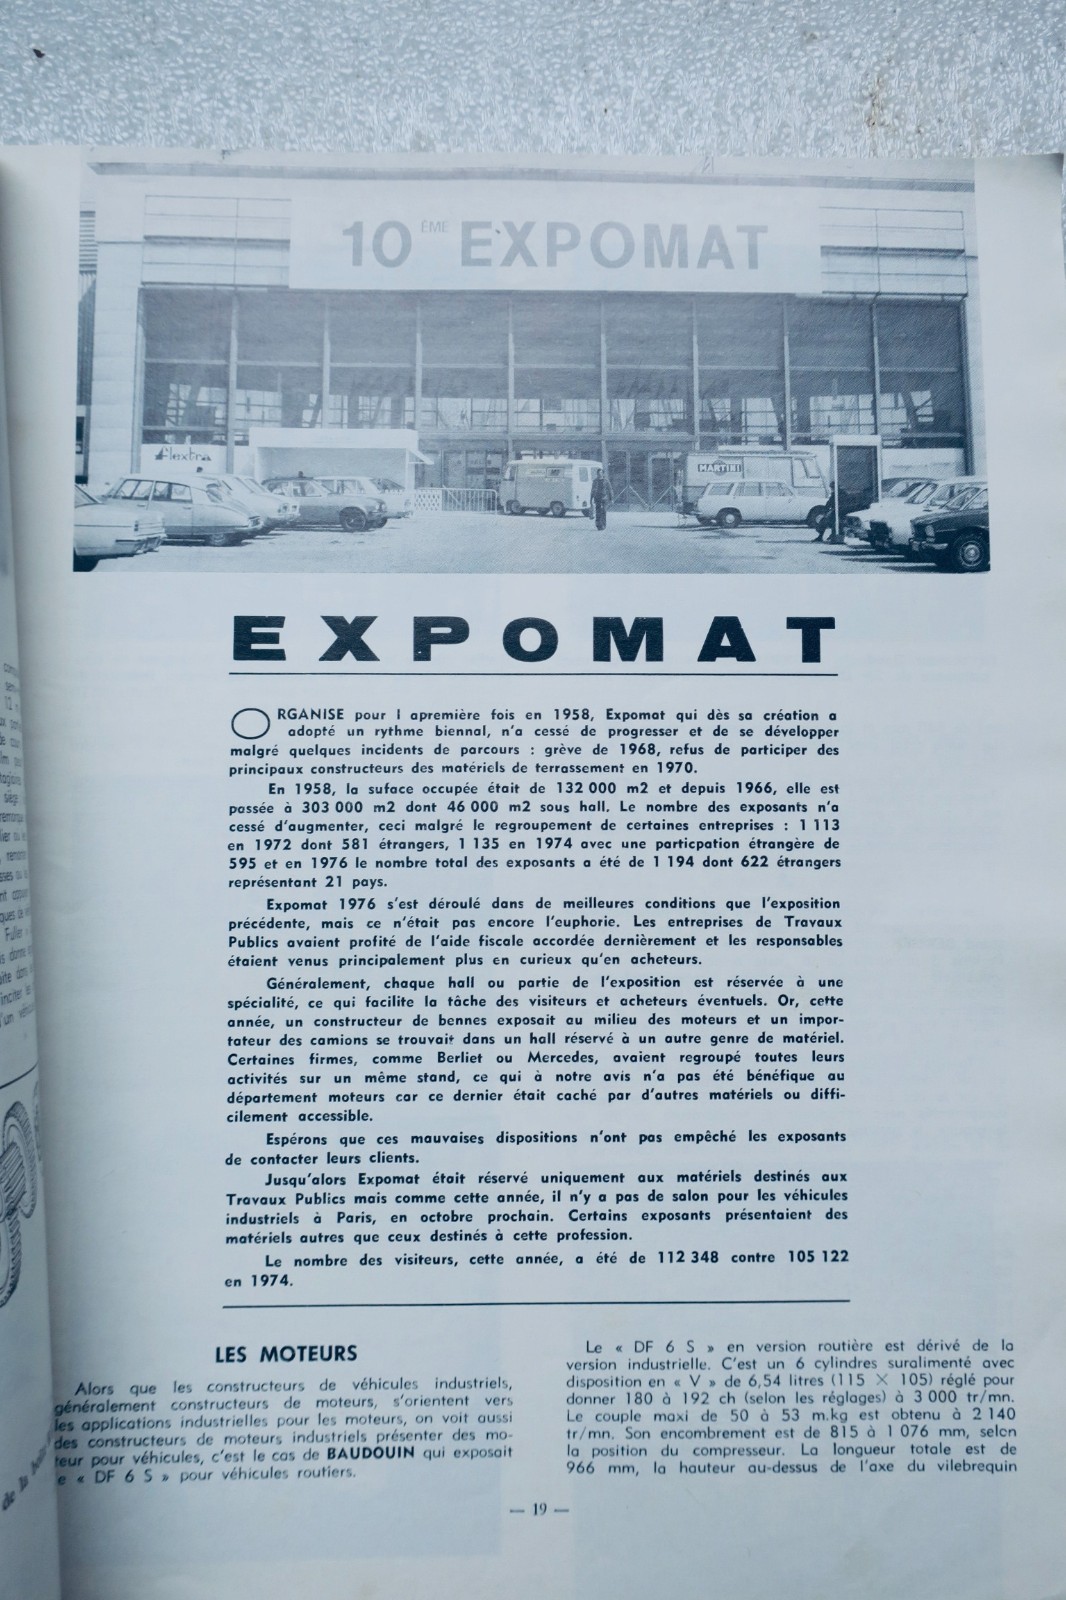 10 ÈME EXPOMAT
flextra
MARTINI
EXPOMAT
ORGANISE pour l apremière fois en 1958, Expomat qui dès sa création a
adopté un rythme biennal, n'a cessé de progresser et de se développer
malgré quelques incidents de parcours : grève de 1968, refus de participer des
principaux constructeurs des matériels de terrassement en 1970.
En 1958, la suface occupée était de 132 000 m2 et depuis 1966, elle est
passée à 303 000 m2 dont 46 000 m2 sous hall. Le nombre des exposants n'a
cessé d'augmenter, ceci malgré le regroupement de certaines entreprises : 1 113
en 1972 dont 581 étrangers, 1 135 en 1974 avec une particpation étrangère de
595 et en 1976 le nombre total des exposants a été de 1 194 dont 622 étrangers
représentant 21 pays.
Expomat 1976 s'est déroulé dans de meilleures conditions que l'exposition
précédente, mais ce n'était pas encore l'euphorie. Les entreprises de Travaux
Publics avaient profité de l'aide fiscale accordée dernièrement et les responsables
étaient venus principalement plus en curieux qu'en acheteurs.
Généralement, chaque hall ou partie de l'exposition est réservée à une
spécialité, ce qui facilite la tâche des visiteurs et acheteurs éventuels. Or, cette
année, un constructeur de bennes exposait au milieu des moteurs et un impor-
tateur des camions se trouvait dans un hall réservé à un autre genre de matériel.
Certaines firmes, comme Berliet ou Mercedes, avaient regroupé toutes leurs
activités sur un même stand, ce qui à notre avis n'a pas été bénéfique au
département moteurs car ce dernier était caché par d'autres matériels ou diffi-
cilement accessible.
Espérons que ces mauvaises dispositions n'ont pas empêché les exposants
de contacter leurs clients.
Jusqu'alors Expomat était réservé uniquement aux matériels destinés aux
Travaux Publics mais comme cette année, il n'y a pas de salon pour les véhicules
industriels à Paris, en octobre prochain. Certains exposants présentaient des
matériels autres que ceux destinés à cette profession.
Le nombre des visiteurs, cette année, a été de 112 348 contre 105 122
en 1974.
LES MOTEURS
Alors que les constructeurs de véhicules industriels,
généralement constructeurs de moteurs, s'orientent vers
les applications industrielles pour les moteurs, on voit aussi
des constructeurs de moteurs industriels présenter des mo-
teur pour véhicules, c'est le cas de BAUDOUIN qui exposait
e « DF 6 S » pour véhicules routiers.
Le « DF 6 S » en version routière est dérivé de la
version industrielle. C'est un 6 cylindres suralimenté avec
disposition en « V » de 6,54 litres (115 × 105) réglé pour
donner 180 à 192 ch (selon les réglages) à 3 000 tr/mn.
Le couple maxi de 50 à 53 m.kg est obtenu à 2 140
tr/mn. Son encombrement est de 815 à 1 076 mm, selon
la position du compresseur. La longueur totale est de
966 mm, la hauteur au-dessus de l'axe du vilebrequin
— 19 —